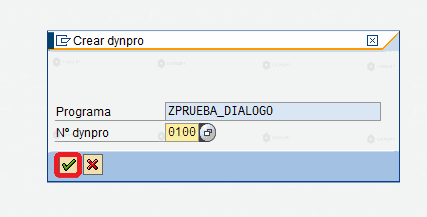 Crear dynpro
Programa ZPRUEBA_DIALOGO
Nº dynpro 0100